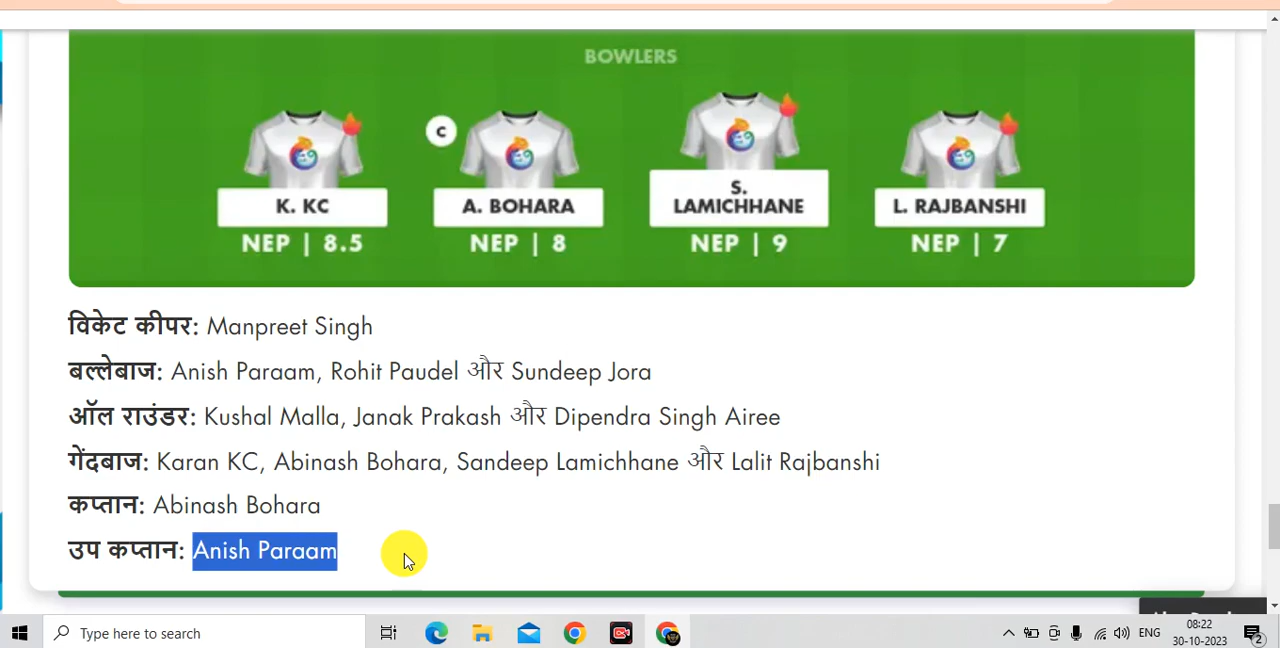 BOWLERS
C
K. KC
A. BOHARA
S.
LAMICHHANE
L. RAJBANSHI
NEP | 8.5
NEP | 8
NEP | 9
NEP | 7
विकेट कीपर: Manpreet Singh
बल्लेबाज: Anish Paraam, Rohit Paudel और Sundeep Jora
ऑल राउंडर: Kushal Malla, Janak Prakash और Dipendra Singh Airee
गेंदबाज: Karan KC, Abinash Bohara, Sandeep Lamichhane और Lalit Rajbanshi
कप्तान: Abinash Bohara
उप कप्तान: Anish Paraam
Type here to search
ENG
08:22
30-10-2023
2